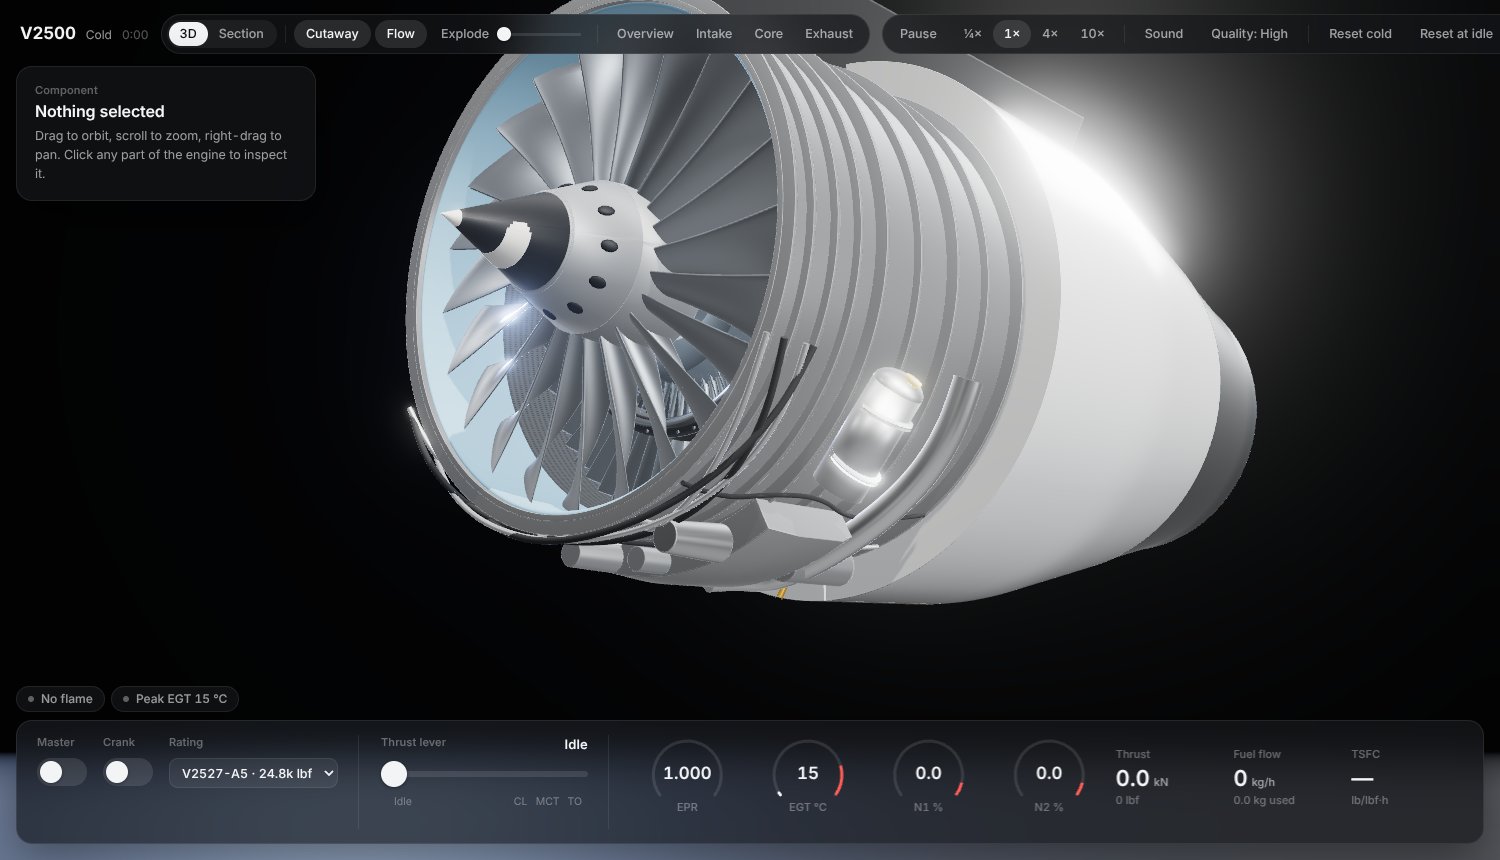 V2500 Cold 0:00 3D Section Cutaway Flow Explode Overview Intake Core Exhaust Pause ¼× 1× 4× 10× Sound Quality: High Reset cold Reset at idle
Component
Nothing selected
Drag to orbit, scroll to zoom, right-drag to
pan. Click any part of the engine to inspect
it.
No flame Peak EGT 15 °C
Master Crank Rating
V2527-A5 · 24.8k lbf
Thrust lever Idle
Idle CL MCT TO
1.000
EPR
15
EGT °C
0.0
N1 %
0.0
N2 %
Thrust
0.0 kN
0 lbf
Fuel flow
0 kg/h
0.0 kg used
TSFC
—
lb/lbf·h